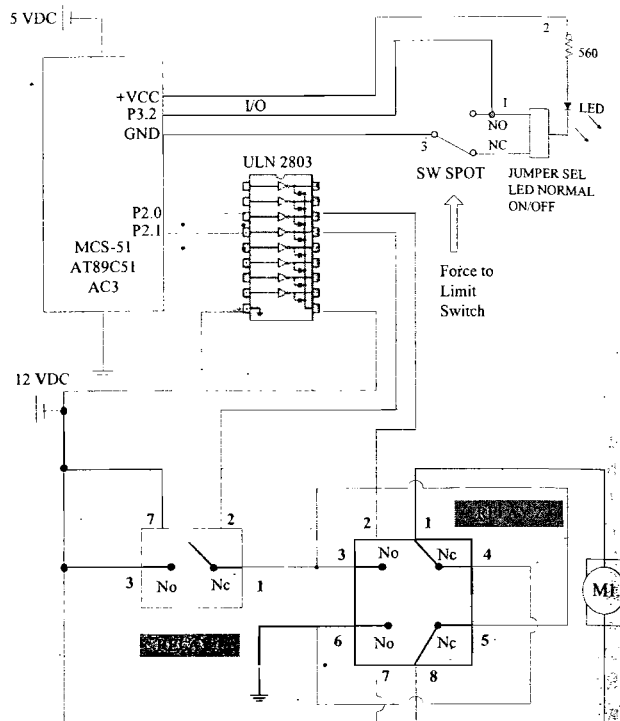 5 VDC
2
560
+VCC
P3.2
I/O
1
LED
GND
NO
3
NC
ULN 2803
SW SPOT
JUMPER SEL
LED NORMAL
ON/OFF
P2.0
P2.1
MCS-51
AT89C51
AC3
Force to
Limit
Switch
12 VDC
7
2
2
1
3
No
Nc
1
3
No
Nc
4
M1
6
No
Nc
5
7
8